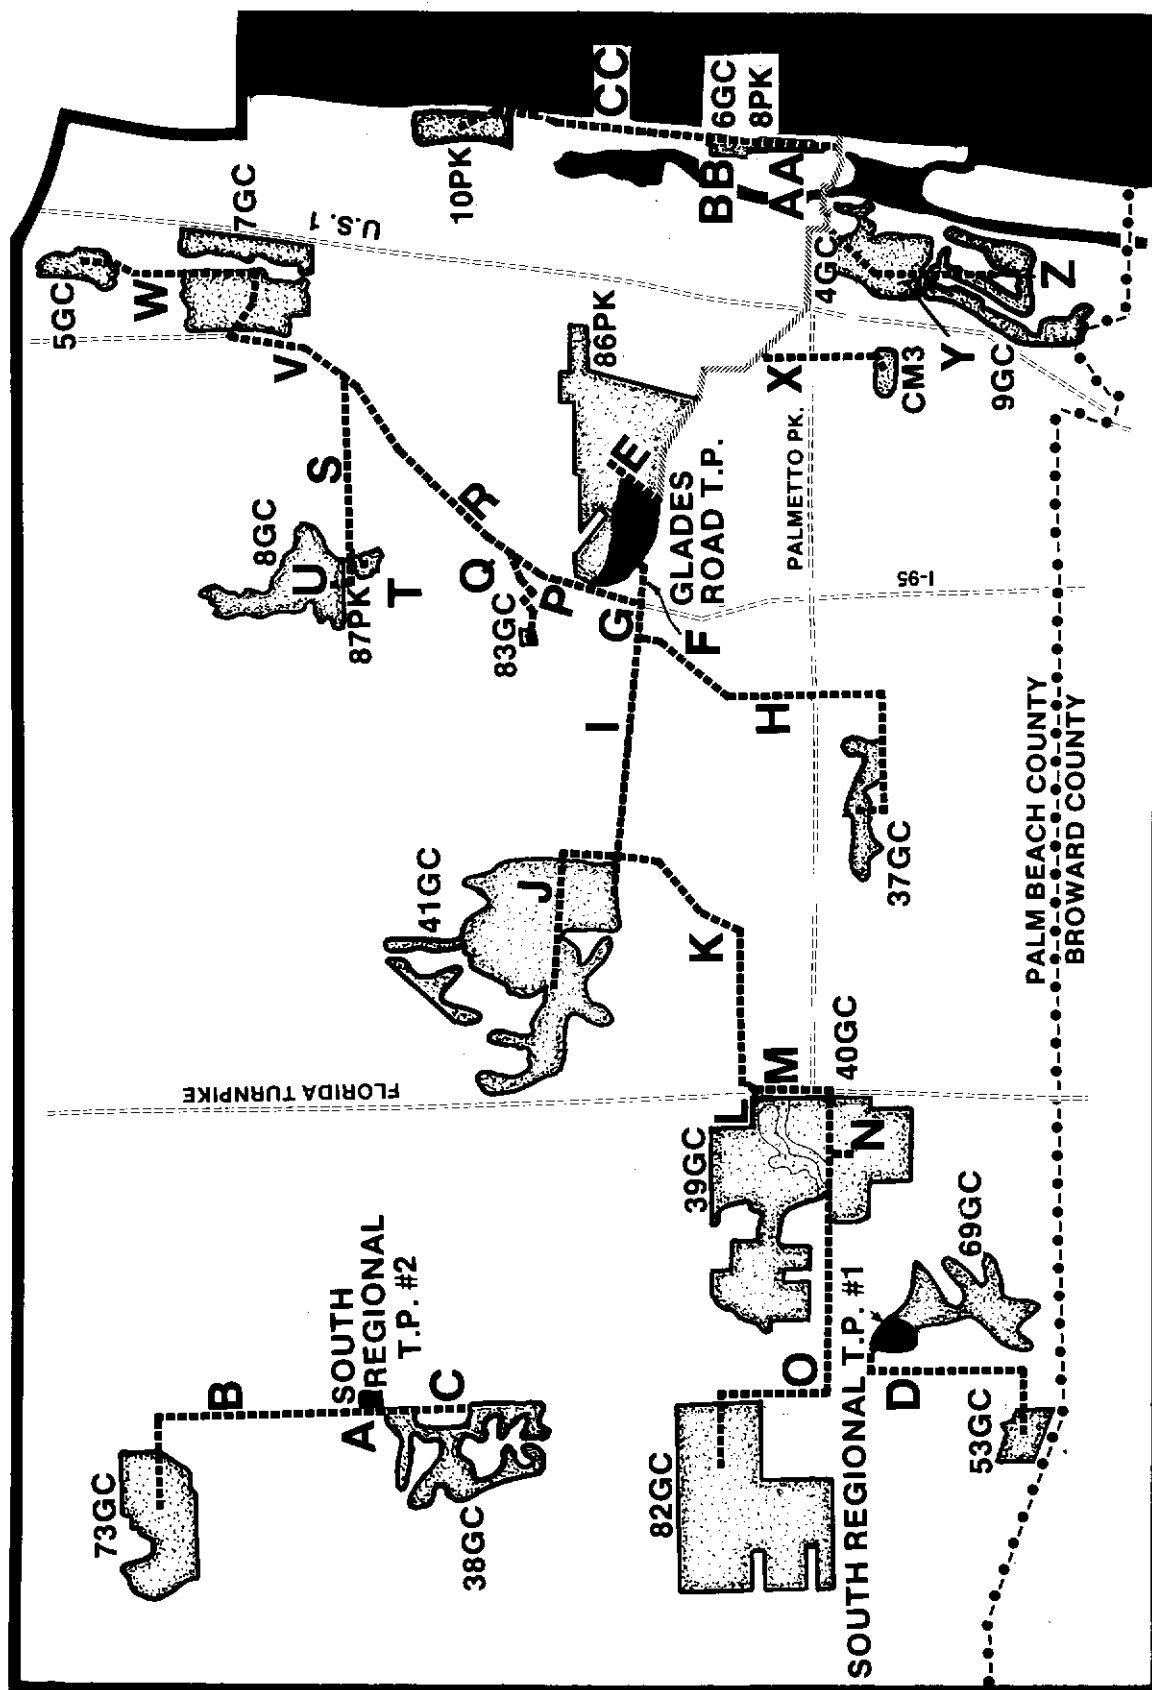 73GC
B
SOUTH
REGIONAL
T.P. #2
A
C
38GC
82GC
O
SOUTH REGIONAL T.P. #1
D
53GC
69GC
FLORIDA TURNPIKE
39GC
L
M
40GC
N
41GC
J
K
I
H
37GC
PALM BEACH COUNTY
BROWARD COUNTY
8GC
U
87PK
T
S
83GC
Q
P
R
G
F
GLADES
ROAD T.P.
E
86PK
PALMETTO PK.
I-95
5GC
W
V
7GC
U.S. 1
10PK
CC
6GC
8PK
BB
AA
4GC
X
CM3
Y
9GC
Z